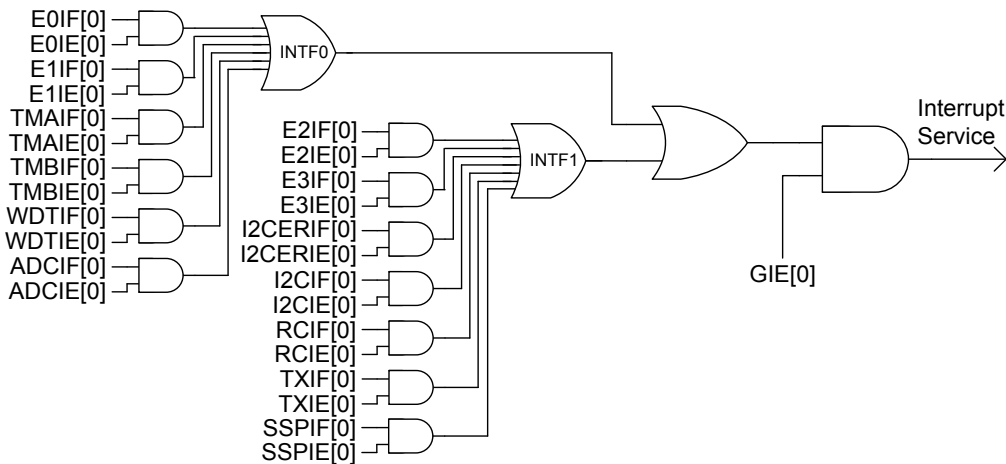 E0IF[0]
E0IE[0]
E1IF[0]
E1IE[0]
TMAIF[0]
TMAIE[0]
TMBIF[0]
TMBIE[0]
WDTIF[0]
WDTIE[0]
ADCIF[0]
ADCIE[0]
INTF0
E2IF[0]
E2IE[0]
E3IF[0]
E3IE[0]
I2CERIF[0]
I2CERIE[0]
I2CIF[0]
I2CIE[0]
RCIF[0]
RCIE[0]
TXIF[0]
TXIE[0]
SSPIF[0]
SSPIE[0]
INTF1
GIE[0]
Interrupt
Service